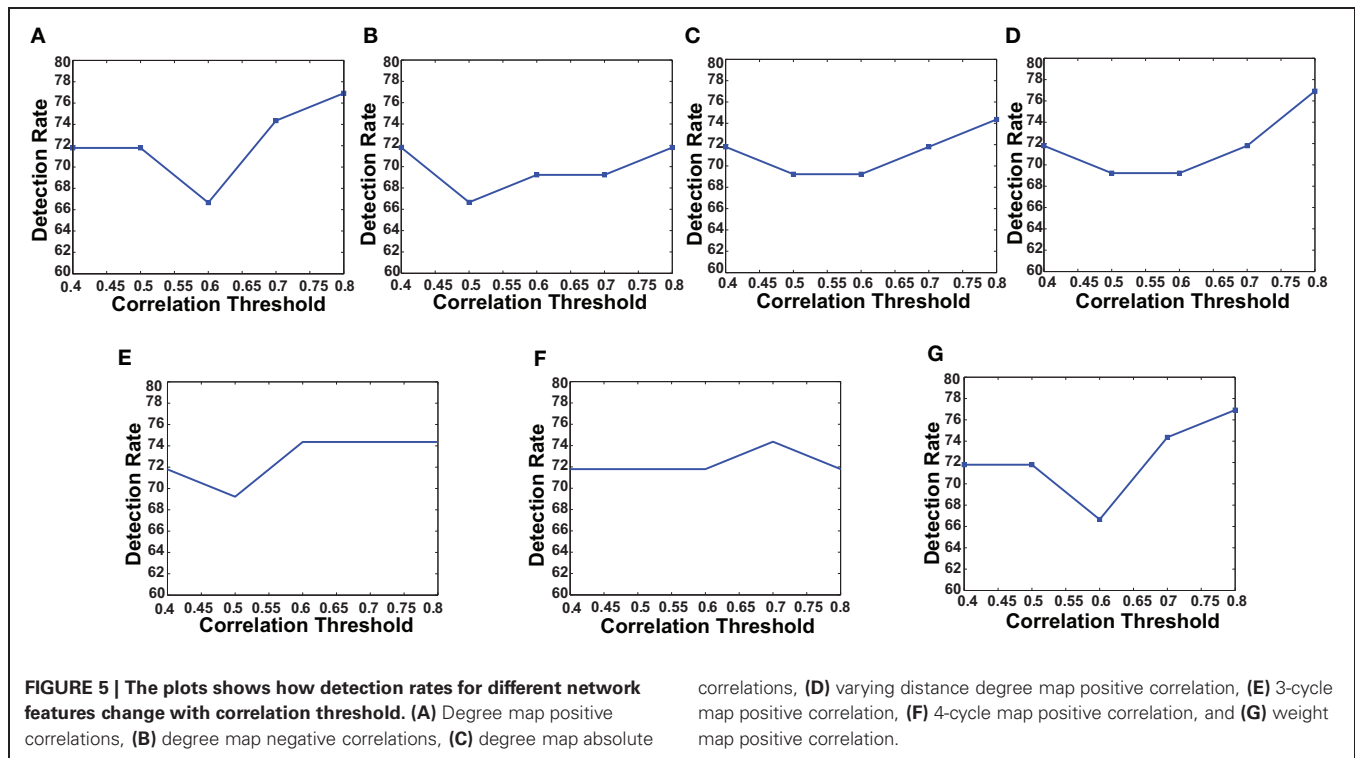 A
80
78
76
74
72
70
68
66
64
62
60
Detection Rate
0.4 0.45 0.5 0.55 0.6 0.65 0.7 0.75 0.8
Correlation Threshold
B
80
78
76
74
72
70
68
66
64
62
60
Detection Rate
0.4 0.45 0.5 0.55 0.6 0.65 0.7 0.75 0.8
Correlation Threshold
C
80
78
76
74
72
70
68
66
64
62
60
Detection Rate
0.4 0.45 0.5 0.55 0.6 0.65 0.7 0.75 0.8
Correlation Threshold
D
80
78
76
74
72
70
68
66
64
62
60
Detection Rate
0.4 0.45 0.5 0.55 0.6 0.65 0.7 0.75 0.8
Correlation Threshold
E
80
78
76
74
72
70
68
66
64
62
60
Detection Rate
0.4 0.45 0.5 0.55 0.6 0.65 0.7 0.75 0.8
Correlation Threshold
F
80
78
76
74
72
70
68
66
64
62
60
Detection Rate
0.4 0.45 0.5 0.55 0.6 0.65 0.7 0.75 0.8
Correlation Threshold
G
80
78
76
74
72
70
68
66
64
62
60
Detection Rate
0.4 0.45 0.5 0.55 0.6 0.65 0.7 0.75 0.8
Correlation Threshold
FIGURE 5 | The plots shows how detection rates for different network
features change with correlation threshold. (A) Degree map positive
correlations, (B) degree map negative correlations, (C) degree map absolute
correlations, (D) varying distance degree map positive correlation, (E) 3-cycle
map positive correlation, (F) 4-cycle map positive correlation, and (G) weight
map positive correlation.